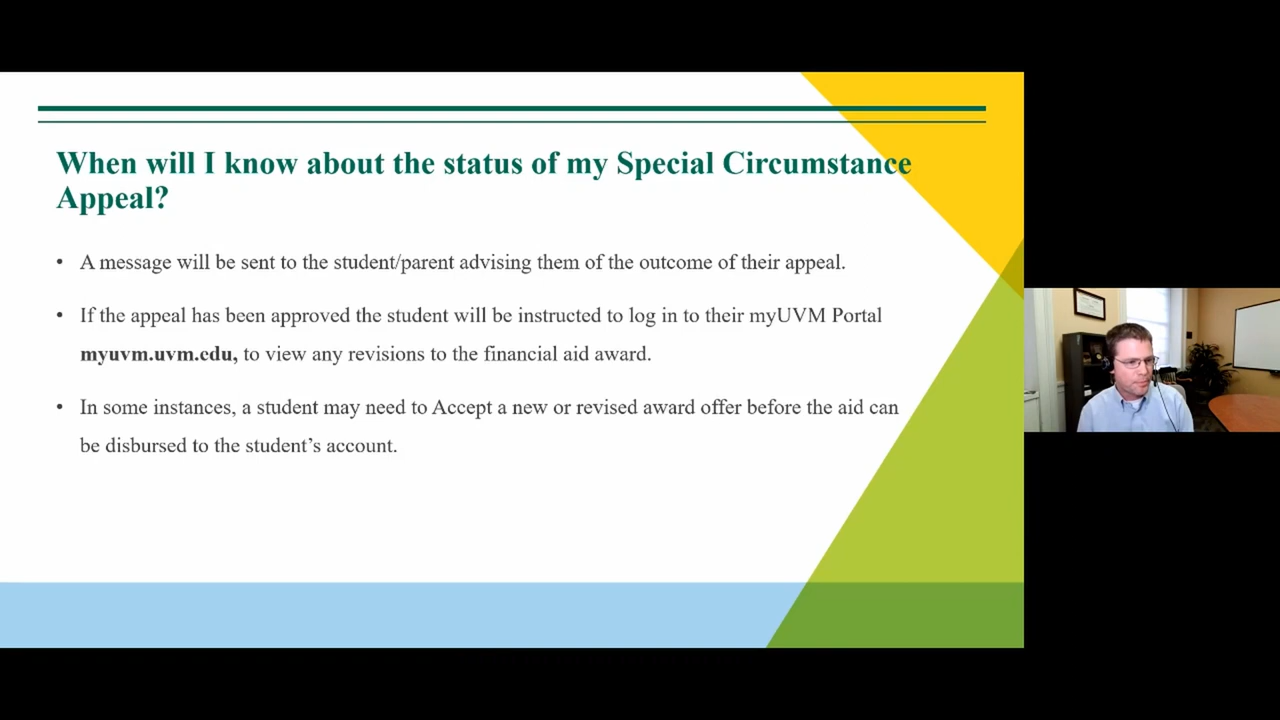 When will I know about the status of my Special Circumstance
Appeal?
• A message will be sent to the student/parent advising them of the outcome of their appeal.
• If the appeal has been approved the student will be instructed to log in to their myUVM Portal
myuvm.uvm.edu, to view any revisions to the financial aid award.
• In some instances, a student may need to Accept a new or revised award offer before the aid can
be disbursed to the student’s account.